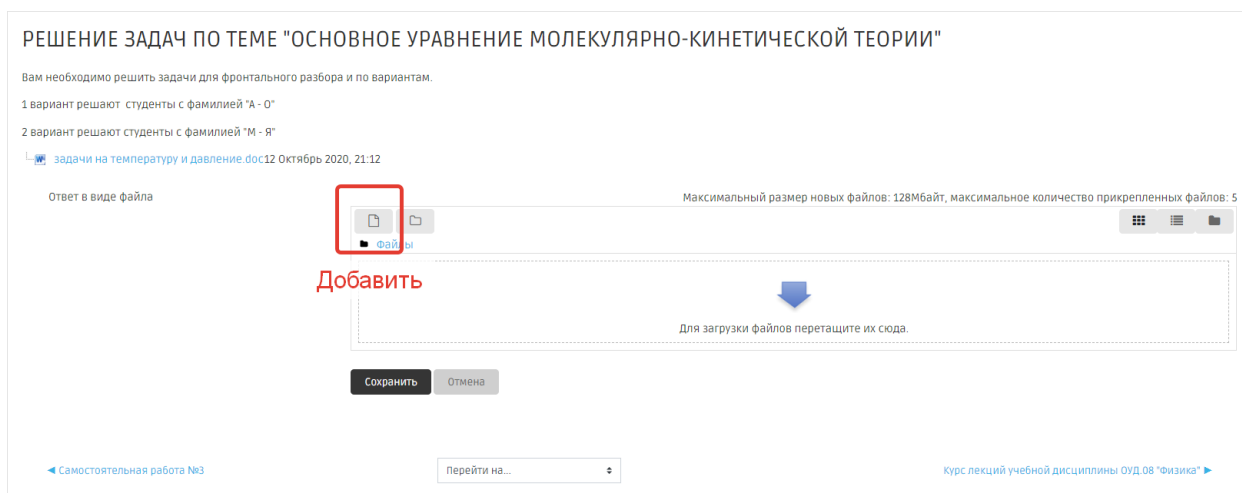 РЕШЕНИЕ ЗАДАЧ ПО ТЕМЕ "ОСНОВНОЕ УРАВНЕНИЕ МОЛЕКУЛЯРНО-КИНЕТИЧЕСКОЙ ТЕОРИИ"
Вам необходимо решить задачи для фронтального разбора и по вариантам.
1 вариант решают студенты с фамилией "А - О"
2 вариант решают студенты с фамилией "М - Я"
задачи на температуру и давление.doc12 Октябрь 2020, 21:12
Ответ в виде файла
Максимальный размер новых файлов: 128Мбайт, максимальное количество прикрепленных файлов: 5
Файлы
Добавить
Для загрузки файлов перетащите их сюда.
Сохранить
Отмена
◄ Самостоятельная работа №3
Перейти на...
Курс лекций учебной дисциплины ОУД.08 "Физика" ►